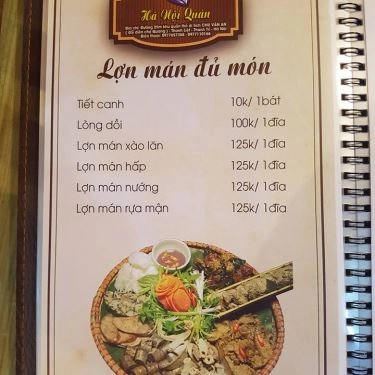 Hà Nội Quán
Lợn mán đủ món
Tiết canh 10k/ 1bát
Lòng dồi 100k/ 1đĩa
Lợn mán xào lăn 125k/ 1đĩa
Lợn mán hấp 125k/ 1đĩa
Lợn mán nướng 125k/ 1đĩa
Lợn mán rựa mận 125k/ 1đĩa